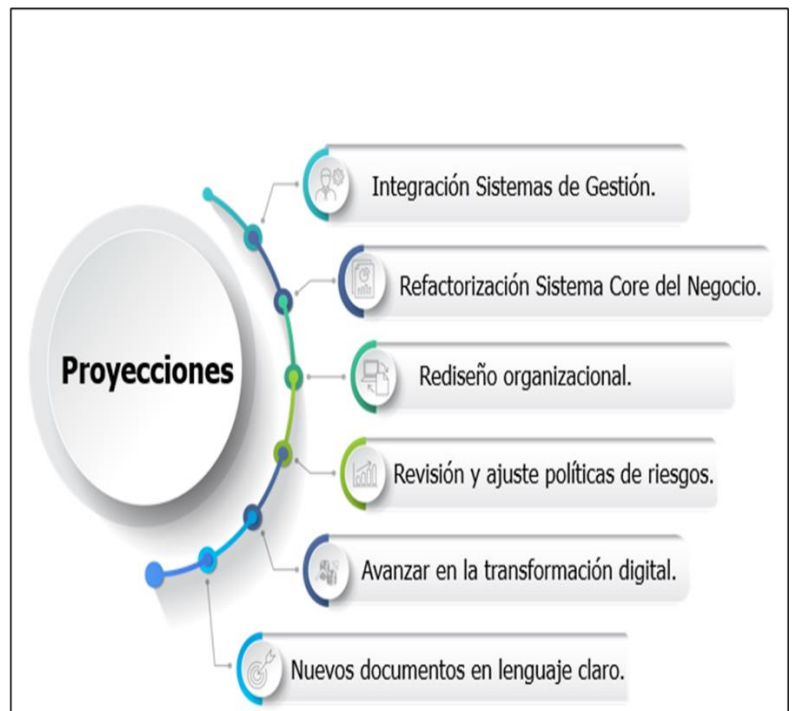 Proyecciones
Integración Sistemas de Gestión.
Refactorización Sistema Core del Negocio.
Rediseño organizacional.
Revisión y ajuste políticas de riesgos.
Avanzar en la transformación digital.
Nuevos documentos en lenguaje claro.